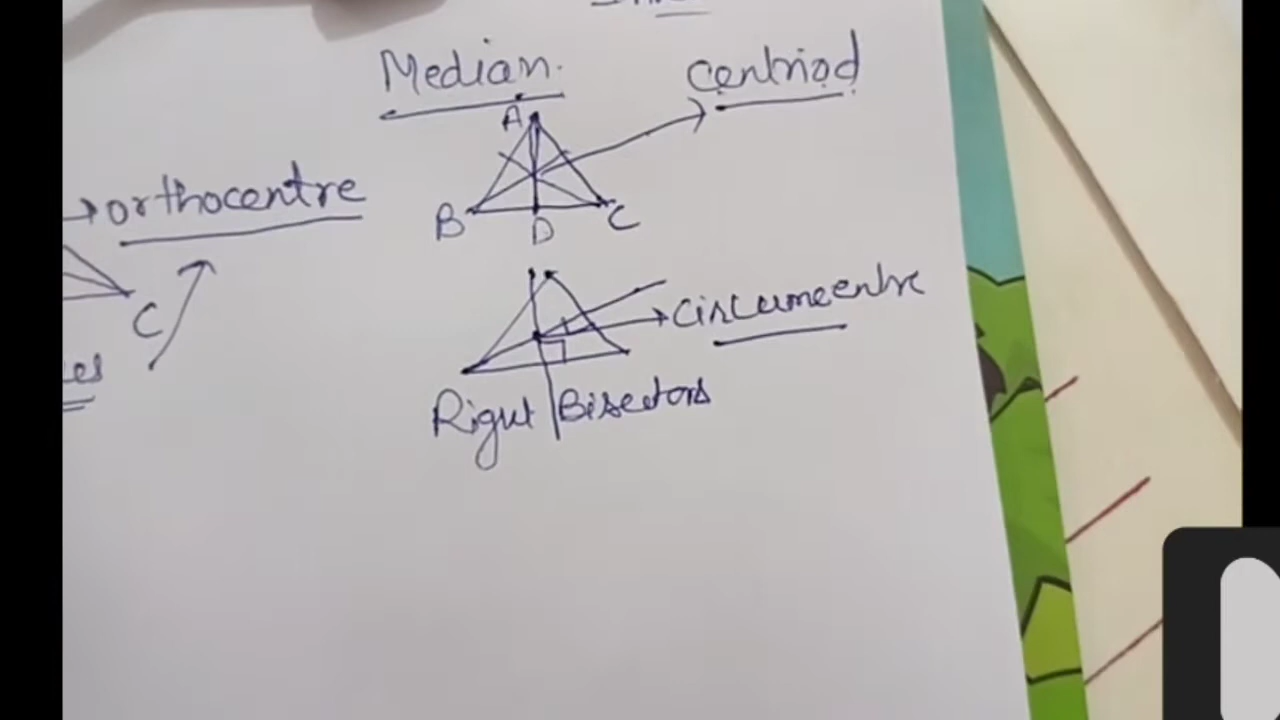 Median.
centriod
A
→orthocentre
B
D
C
C
circumcentre
Right Bisectors